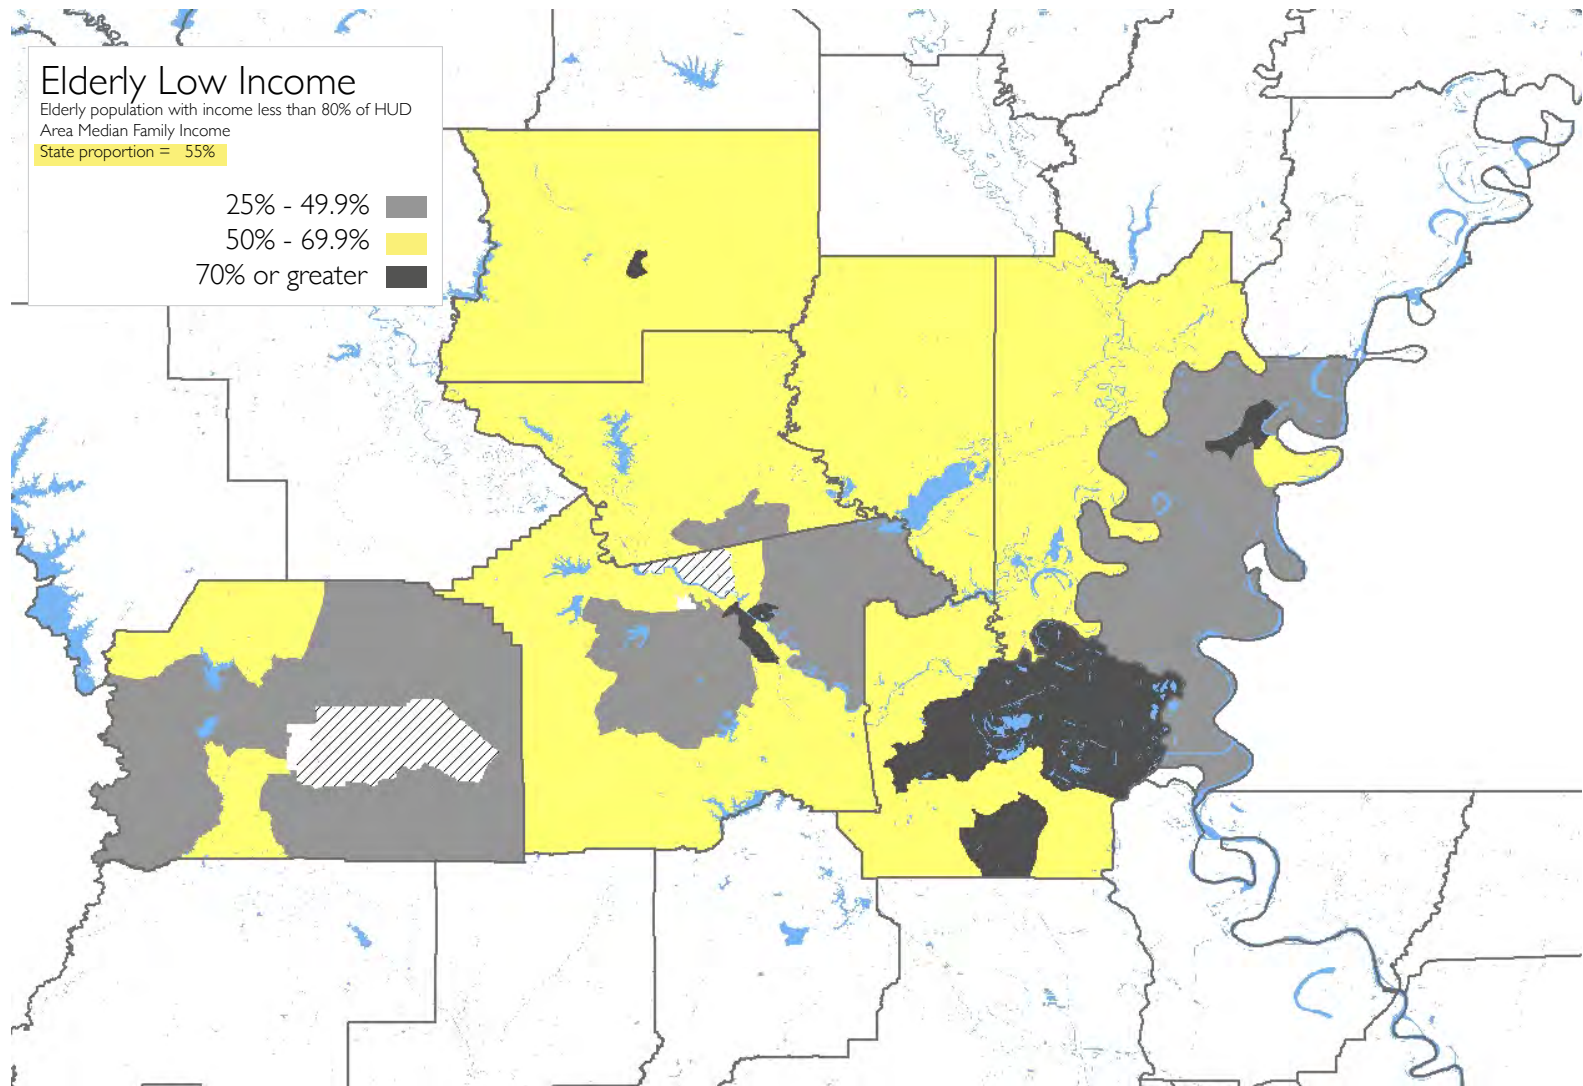 Elderly Low Income
Elderly population with income less than 80% of HUD
Area Median Family Income
State proportion = 55%
25% - 49.9%
50% - 69.9%
70% or greater